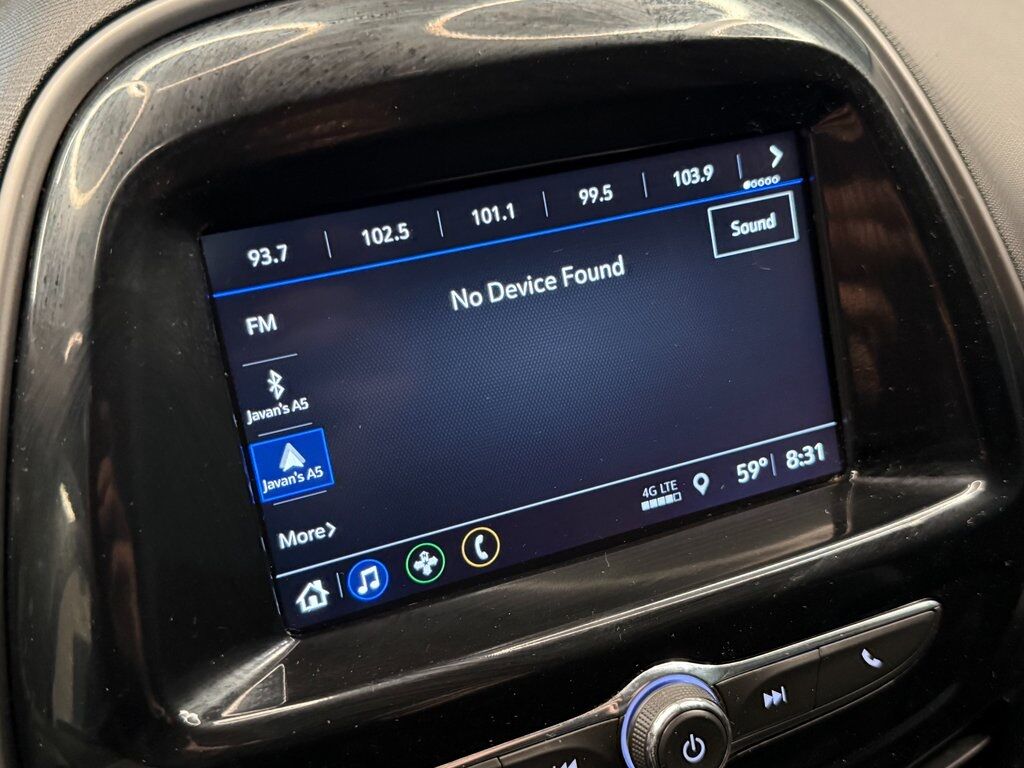 93.7 102.5 101.1 99.5 103.9
Sound
No Device Found
FM
Javan's A5
Javan's A5
More
4G LTE
59° 8:31